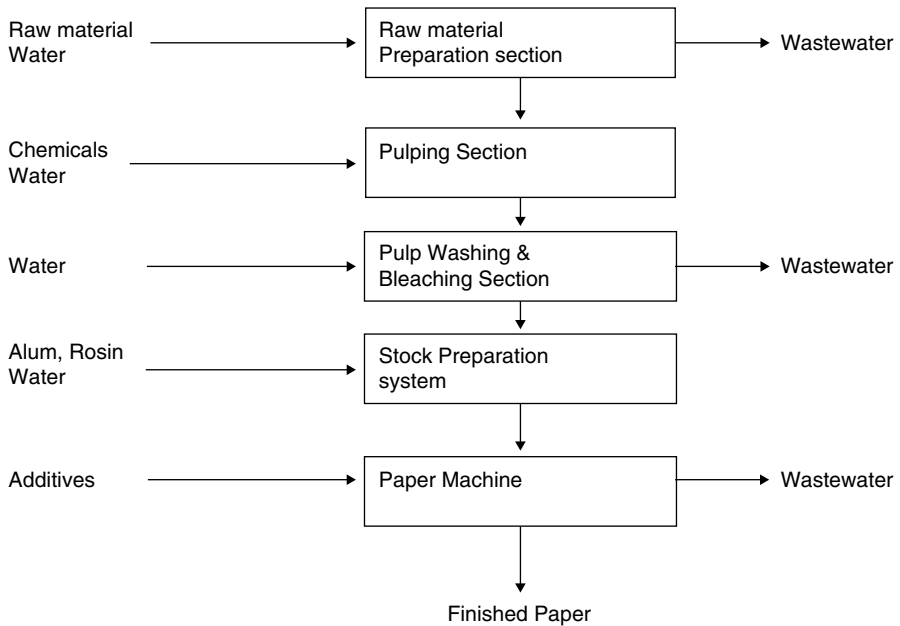 Raw material
Water
Raw material
Preparation section
Wastewater
Chemicals
Water
Pulping Section
Water
Pulp Washing &
Bleaching Section
Wastewater
Alum, Rosin
Water
Stock Preparation
system
Additives
Paper Machine
Wastewater
Finished Paper